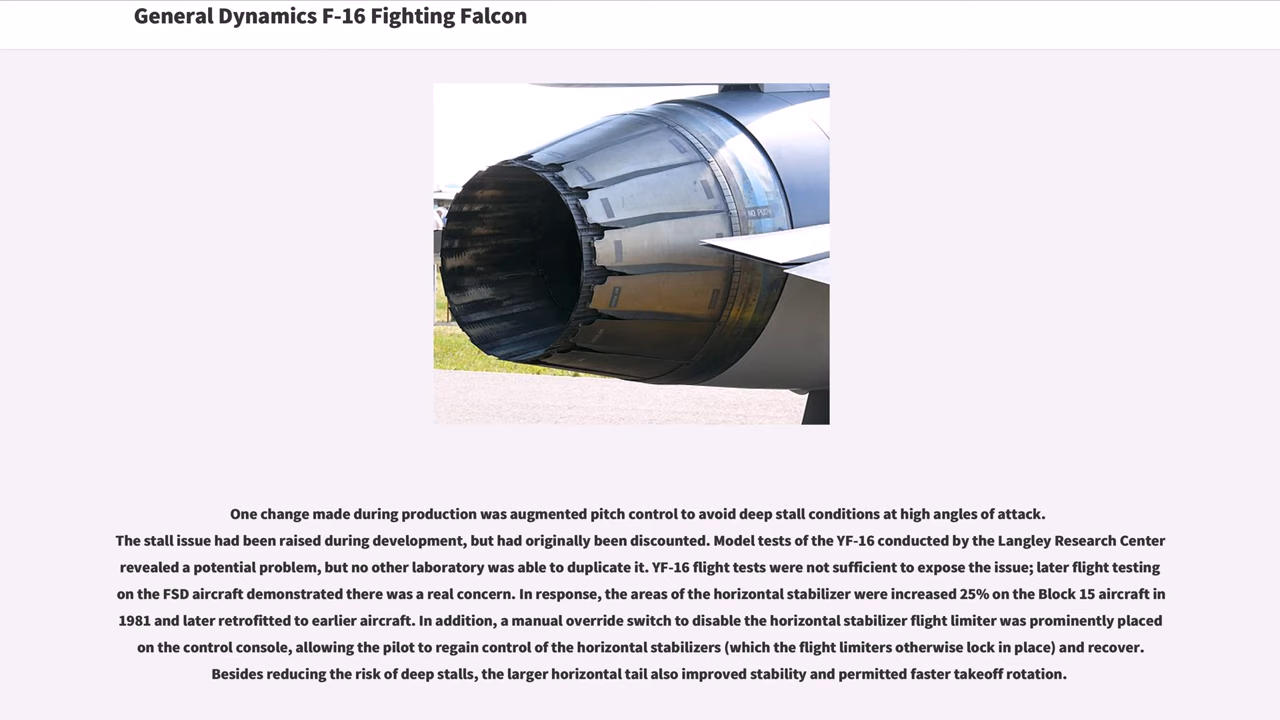 General Dynamics F-16 Fighting Falcon
One change made during production was augmented pitch control to avoid deep stall conditions at high angles of attack.
The stall issue had been raised during development, but had originally been discounted. Model tests of the YF-16 conducted by the Langley Research Center
revealed a potential problem, but no other laboratory was able to duplicate it. YF-16 flight tests were not sufficient to expose the issue; later flight testing
on the FSD aircraft demonstrated there was a real concern. In response, the areas of the horizontal stabilizer were increased 25% on the Block 15 aircraft in
1981 and later retrofitted to earlier aircraft. In addition, a manual override switch to disable the horizontal stabilizer flight limiter was prominently placed
on the control console, allowing the pilot to regain control of the horizontal stabilizers (which the flight limiters otherwise lock in place) and recover.
Besides reducing the risk of deep stalls, the larger horizontal tail also improved stability and permitted faster takeoff rotation.